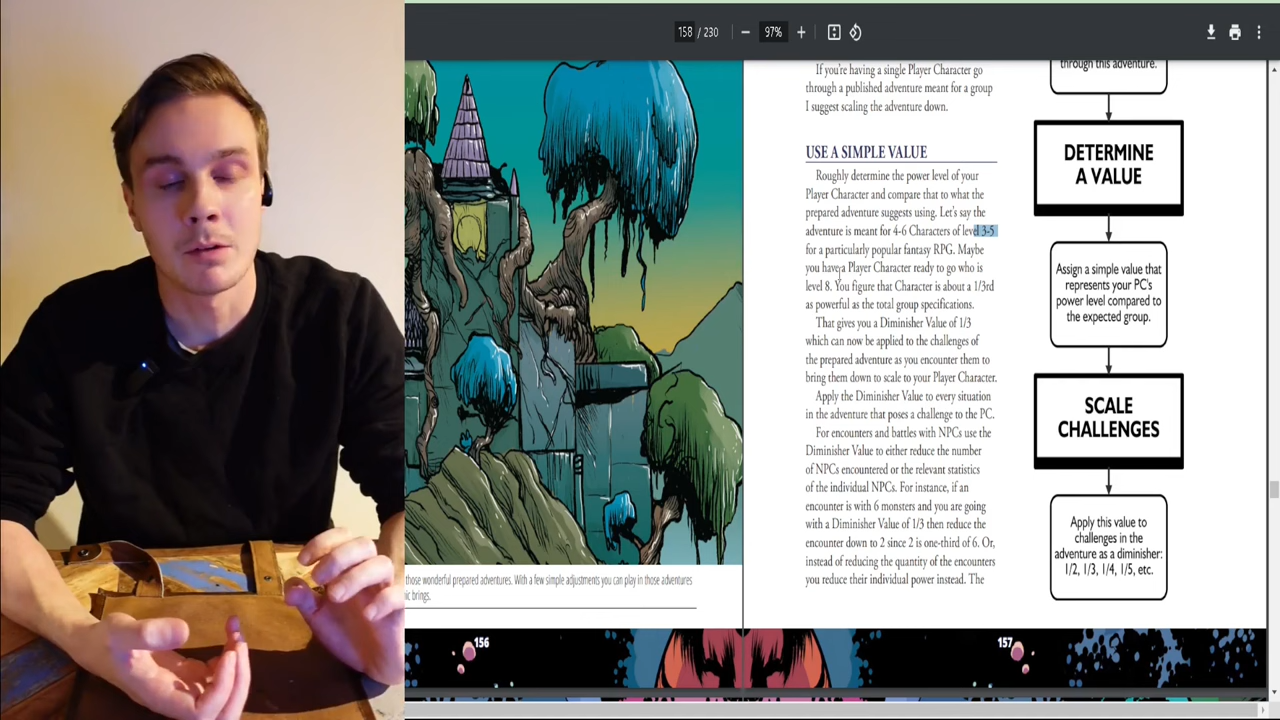 158 / 230
97%
If you're having a single Player Character go
through a published adventure meant for a group
I suggest scaling the adventure down.
USE A SIMPLE VALUE
Roughly determine the power level of your
Player Character and compare that to what the
prepared adventure suggests using. Let's say the
adventure is meant for 4-6 Characters of level 3-5
for a particularly popular fantasy RPG. Maybe
you have a Player Character ready to go who is
level 8. You figure that Character is about a 1/3rd
as powerful as the total group specifications.
That gives you a Diminisher Value of 1/3
which can now be applied to the challenges of
the prepared adventure as you encounter them to
bring them down to scale to your Player Character.
Apply the Diminisher Value to every situation
in the adventure that poses a challenge to the PC.
For encounters and battles with NPCs use the
Diminisher Value to either reduce the number
of NPCs encountered or the relevant statistics
of the individual NPCs. For instance, if an
encounter is with 6 monsters and you are going
with a Diminisher Value of 1/3 then reduce the
encounter down to 2 since 2 is one-third of 6. Or,
instead of reducing the quantity of the encounters
you reduce their individual power instead. The
through this adventure.
DETERMINE
A VALUE
Assign a simple value that
represents your PC's
power level compared to
the expected group.
SCALE
CHALLENGES
Apply this value to
challenges in the
adventure as a diminisher:
1/2, 1/3, 1/4, 1/5, etc.
those wonderful prepared adventures. With a few simple adjustments you can play in those adventures
brings.
156
157